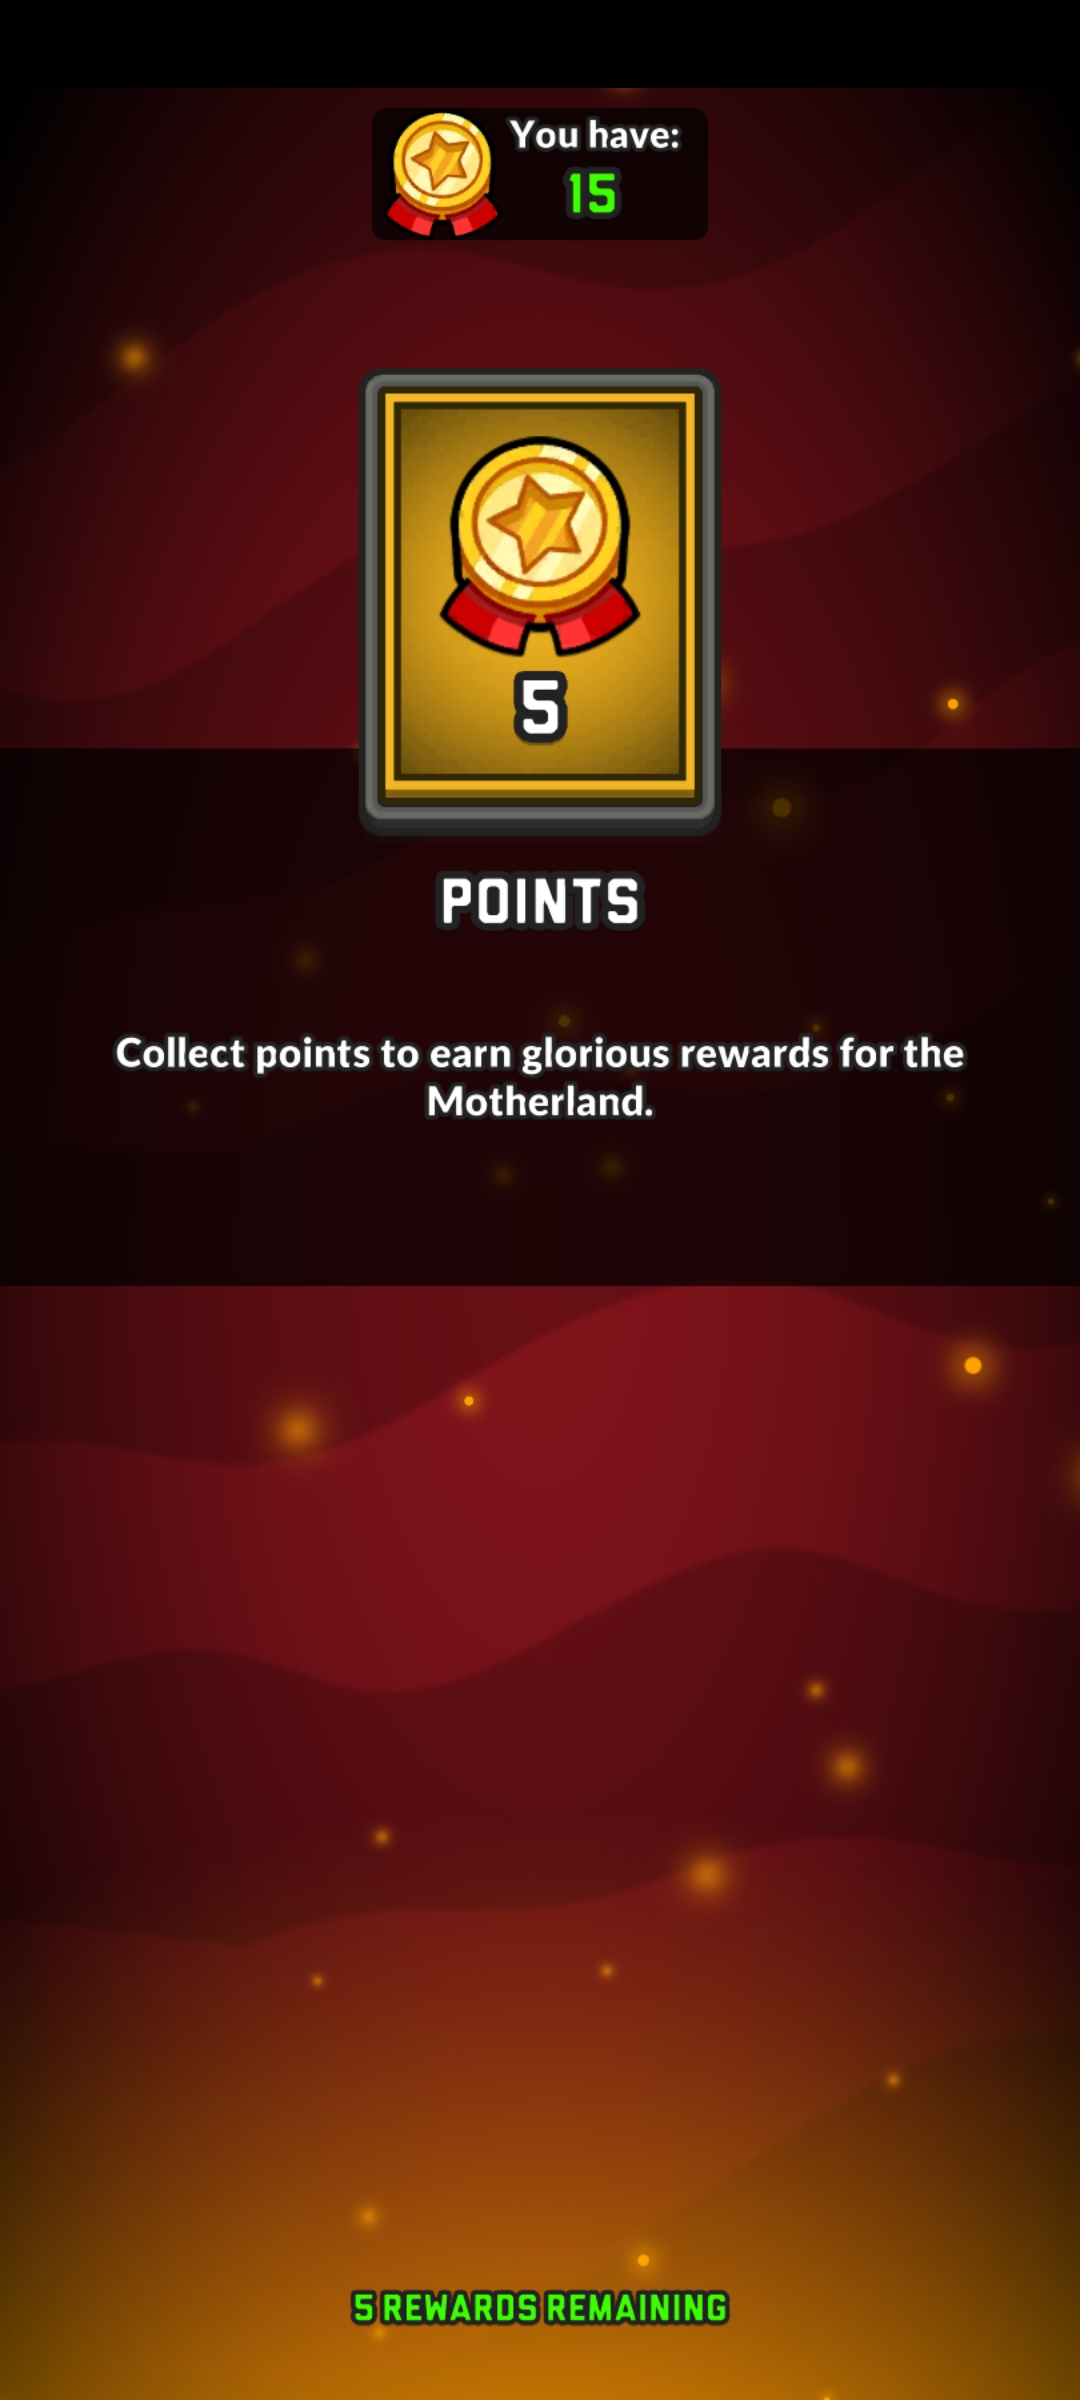 You have:
15
5
POINTS
Collect points to earn glorious rewards for the
Motherland.
5 REWARDS REMAINING